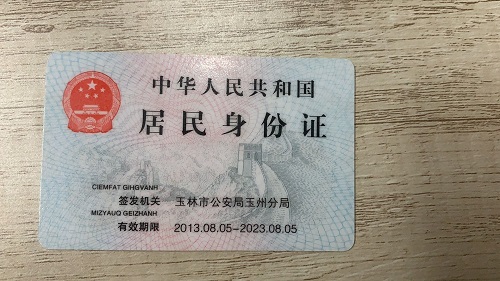 中华人民共和国
居民身份证
CIEMFAT GIHGVANH
签发机关 玉林市公安局玉州分局
MIZYAUQ GEIZHANH
有效期限 2013.08.05-2023.08.05